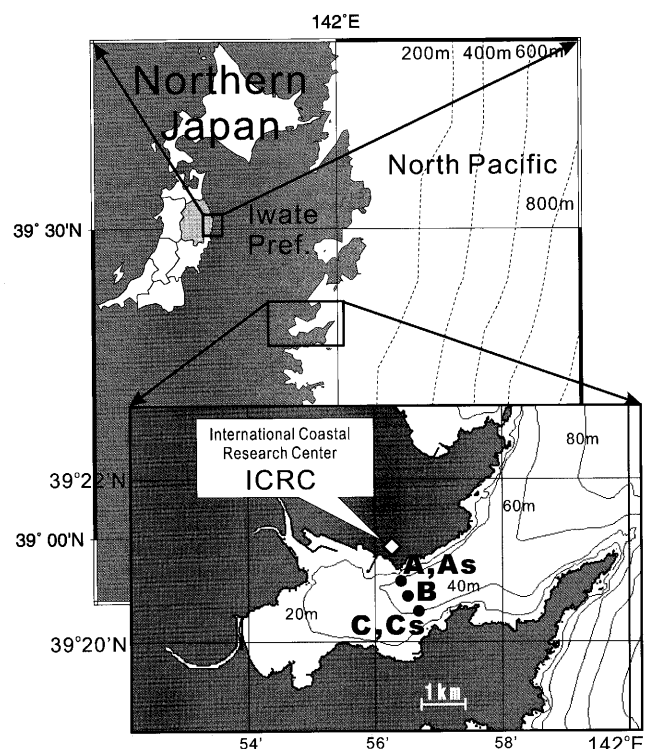 142°E
200m 400m 600m
Northern
Japan
North Pacific
800m
Iwate
Pref.
39° 30'N
International Coastal
Research Center
ICRC
80m
39°22'N
60m
39° 00'N
A,As
40m
B
20m
C,Cs
39°20'N
1km
54' 56' 58' 142°E